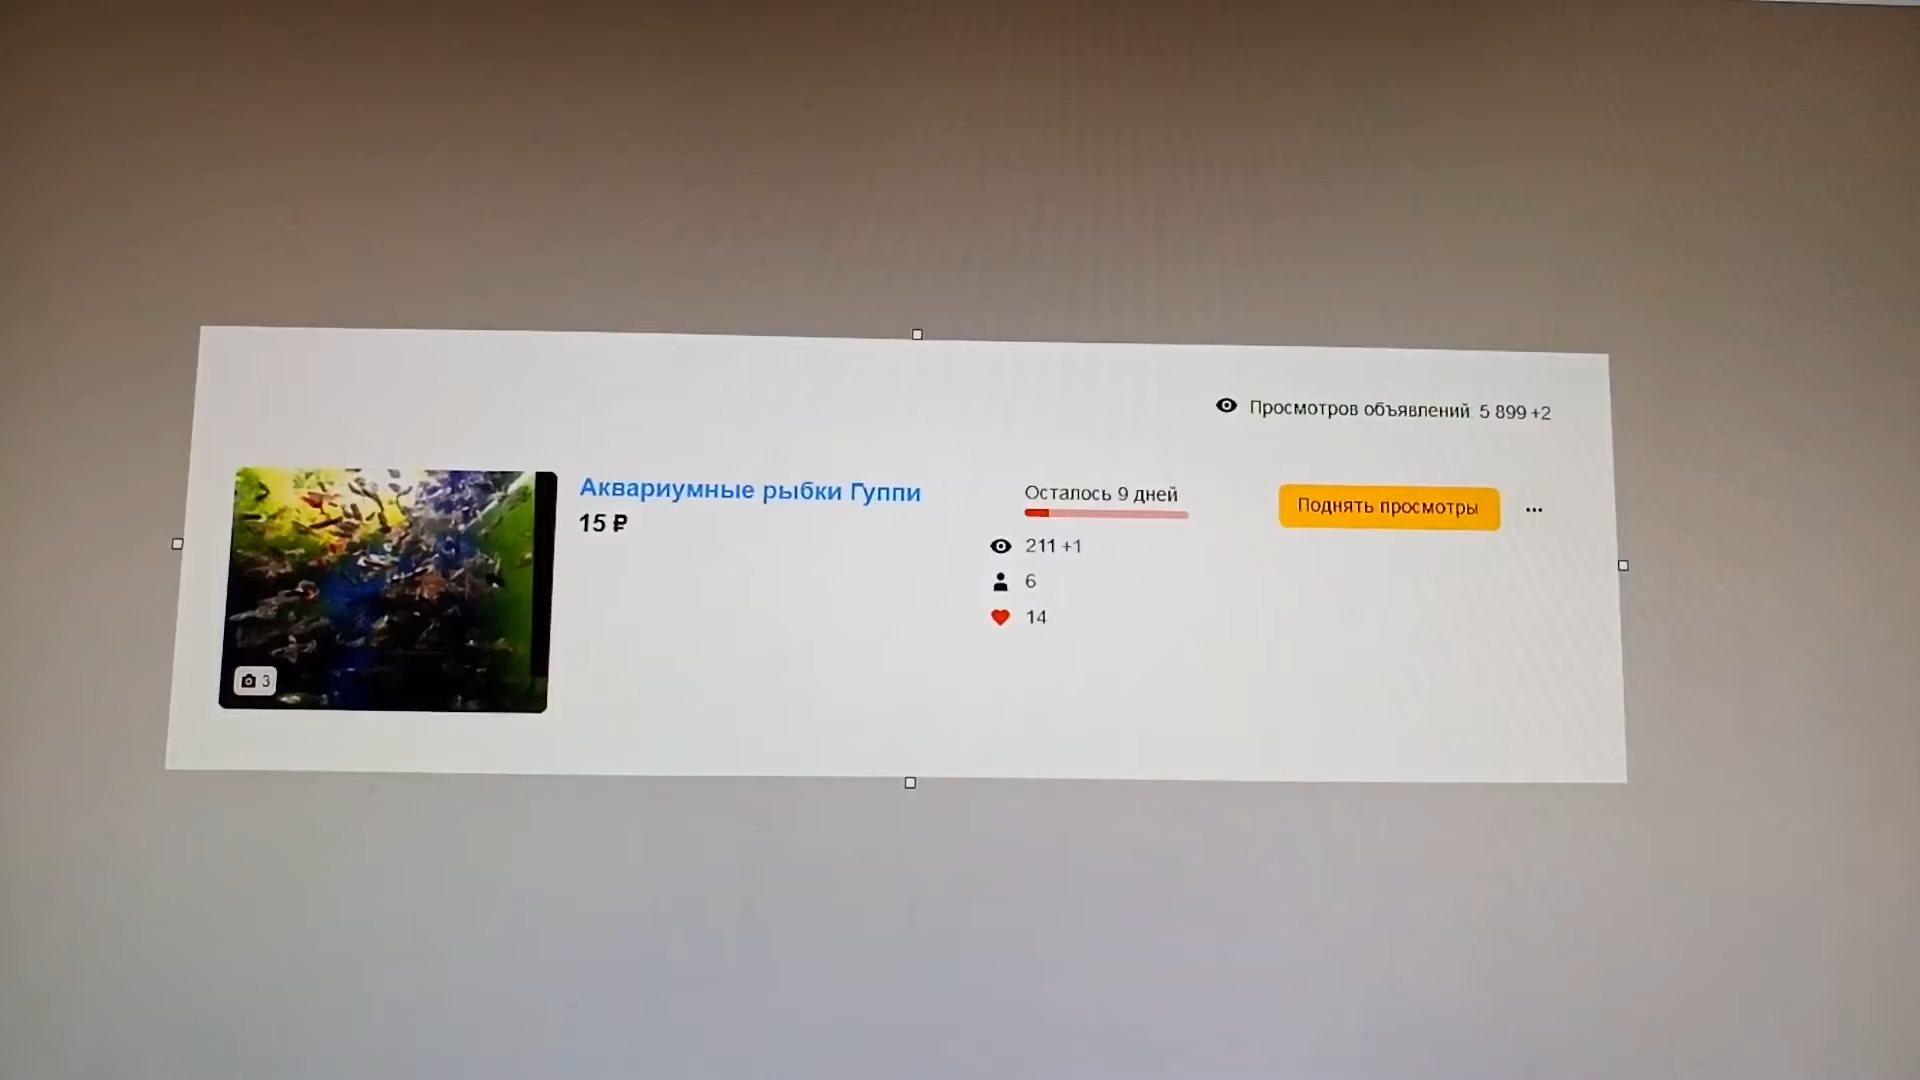 Просмотров объявлений: 5 899 +2
Аквариумные рыбки Гуппи
15 ₽
Осталось 9 дней
211 +1
6
14
Поднять просмотры
...
3